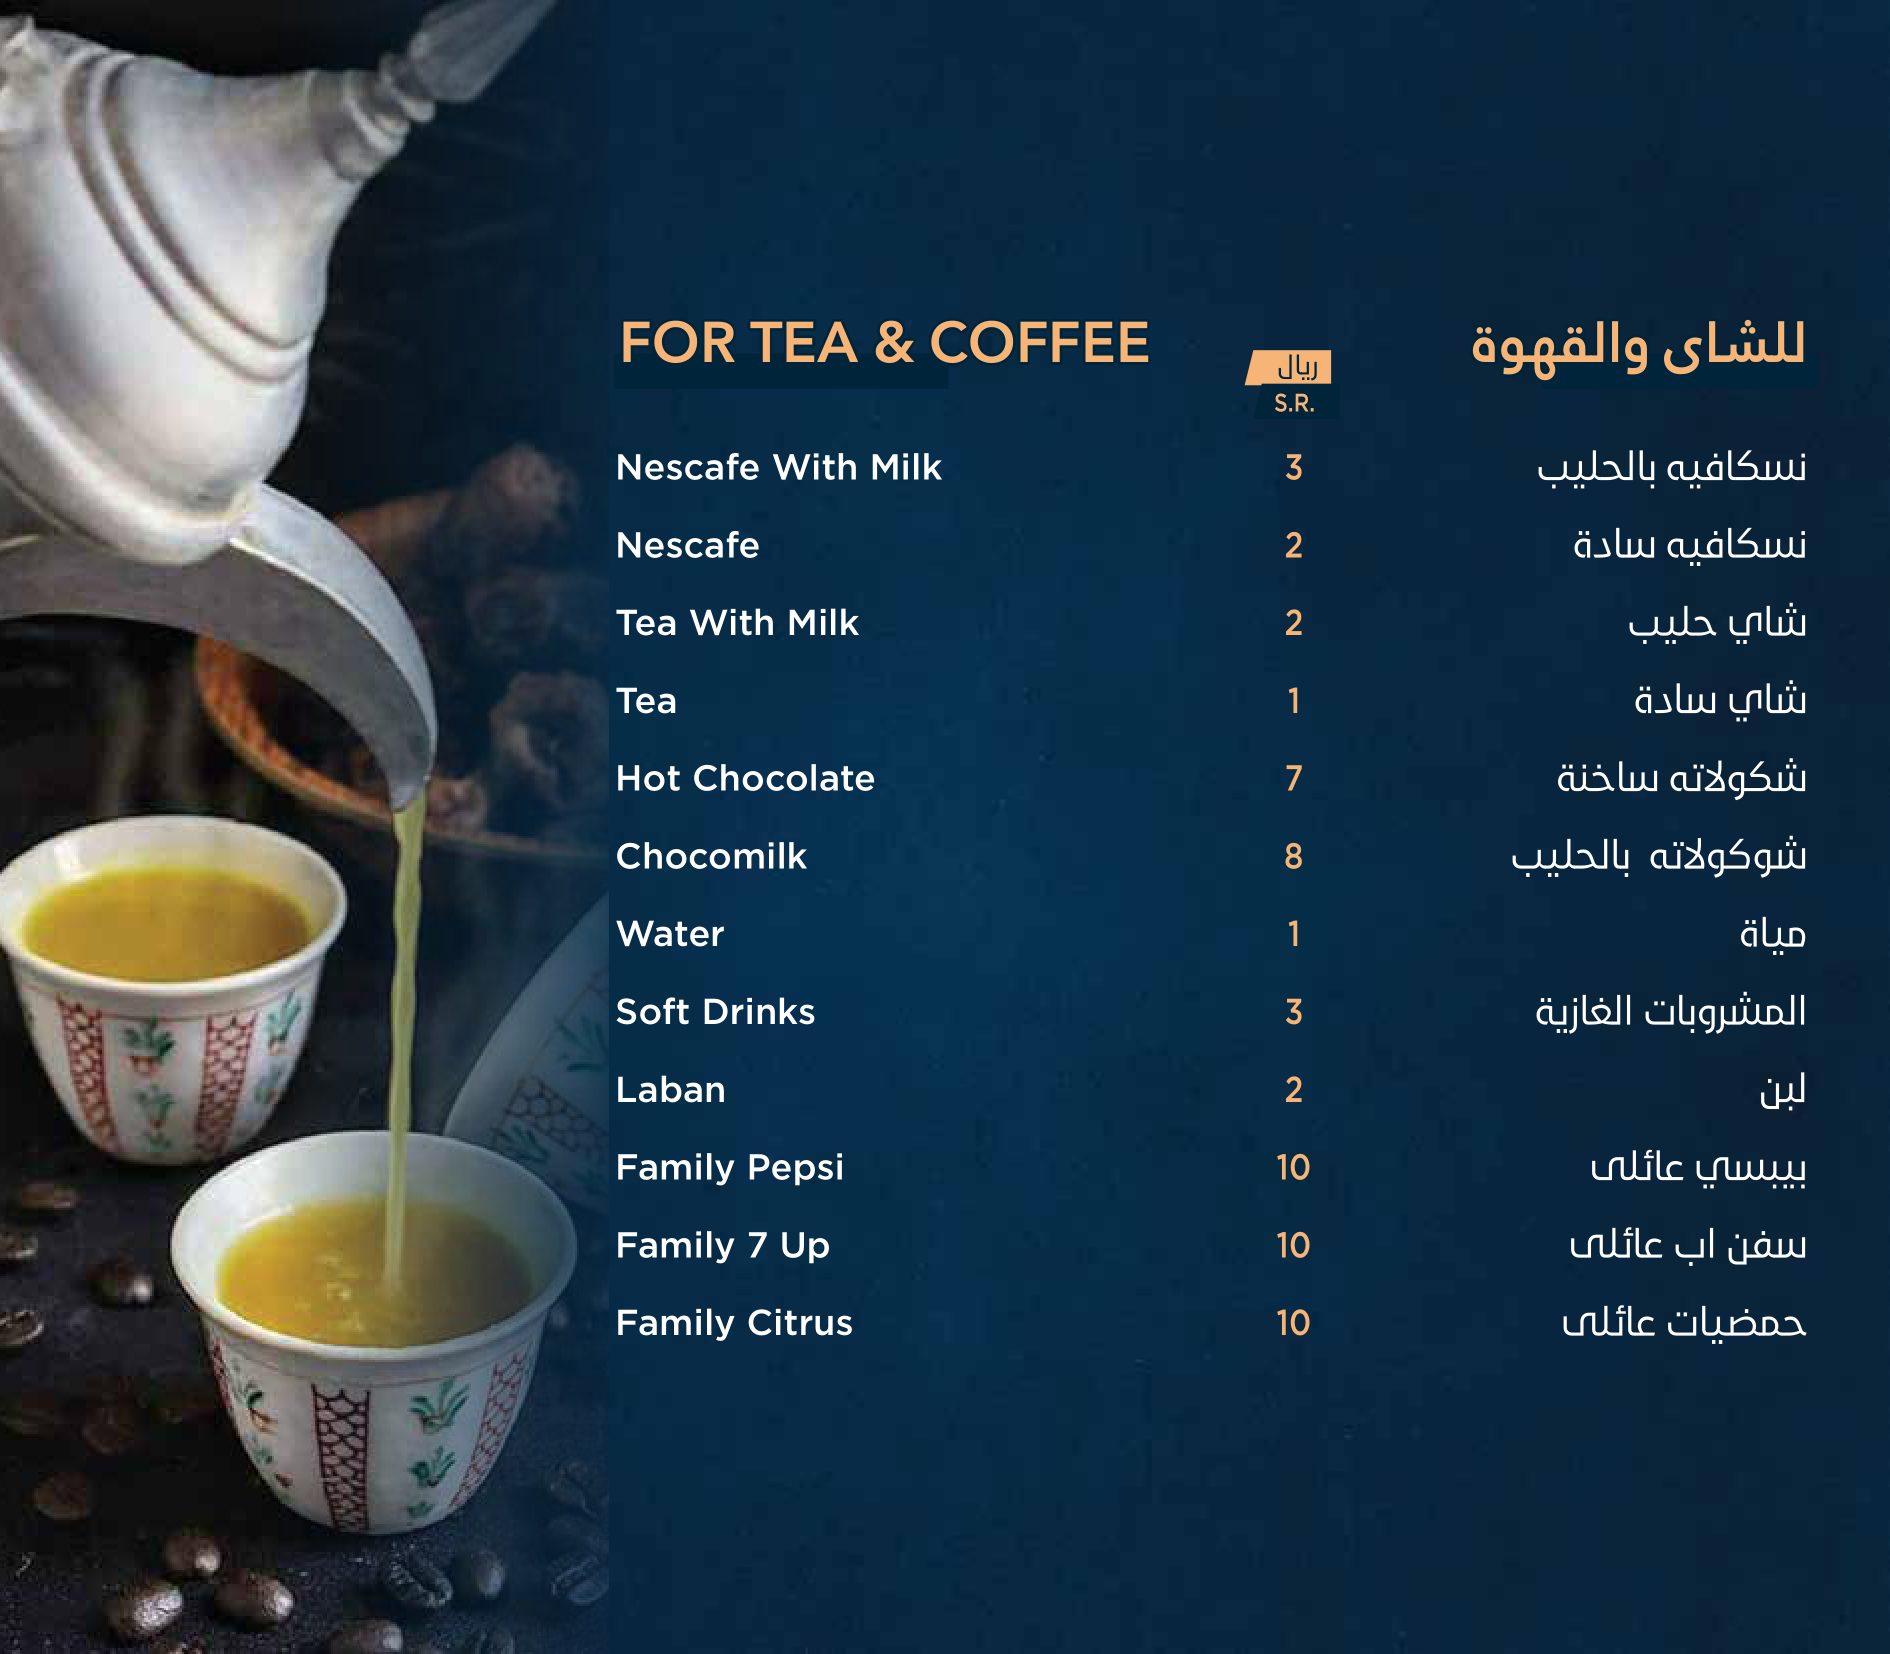 FOR TEA & COFFEE ريال للشاى والقهوة
S.R.
Nescafe With Milk 3 نسكافيه بالحليب
Nescafe 2 نسكافيه سادة
Tea With Milk 2 شاي حليب
Tea 1 شاي سادة
Hot Chocolate 7 شكولاته ساخنة
Chocomilk 8 شوكولاته بالحليب
Water 1 مياة
Soft Drinks 3 المشروبات الغازية
Laban 2 لبن
Family Pepsi 10 بيبسي عائلى
Family 7 Up 10 سفن اب عائلى
Family Citrus 10 حمضيات عائلى